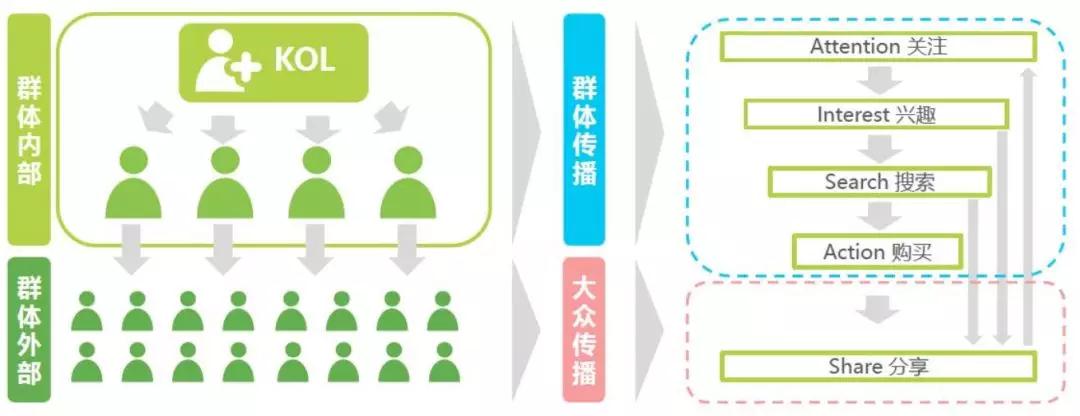 群体内部
KOL
群体外部
群体传播
大众传播
Attention 关注
Interest 兴趣
Search 搜索
Action 购买
Share 分享